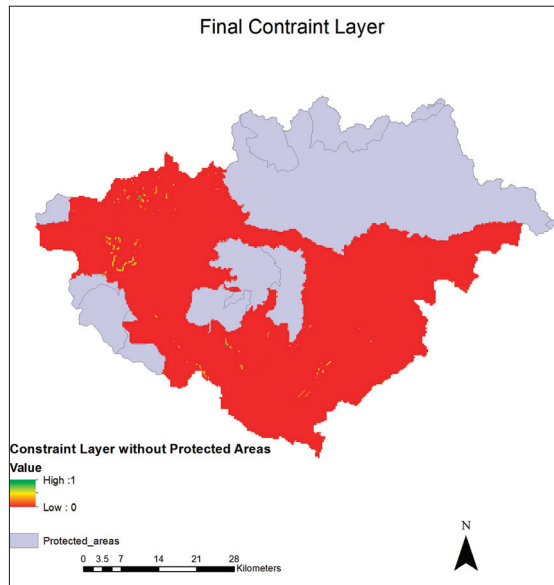 Final Contraint Layer
Constraint Layer without Protected Areas
Value
High :1
Low : 0
Protected_areas
0 3.5 7 14 21 28
Kilometers
N